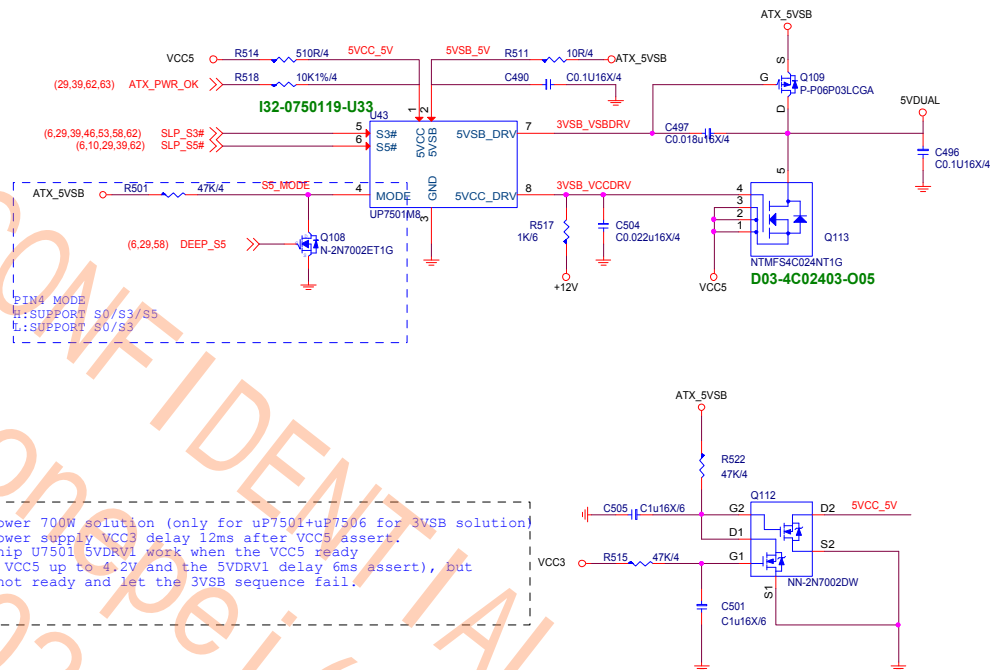 ATX_5VSB
VCC5 R514 510R/4 5VCC_5V 5VSB_5V R511 10R/4 ATX_5VSB
(29,39,62,63) ATX_PWR_OK R518 10K1%/4 C490 C0.1U16X/4
S G D Q109
P-P06P03LCGA
5VDUAL
I32-0750119-U33
U43
1 2
(6,29,39,46,53,58,62) SLP_S3# 5 S3# 5VCC 5VSB 5VSB_DRV 7 3VSB_VSBDRV C497
(6,10,29,39,62) SLP_S5# 6 S5# C0.018u16X/4
C496
C0.1U16X/4
5
ATX_5VSB R501 47K/4 S5_MODE 4 MODE GND 5VCC_DRV 8 3VSB_VCCDRV 4
3
2
1
UP7501M8 3
R517
1K/6
C504
C0.022u16X/4
Q113
(6,29,58) DEEP_S5 Q108
N-2N7002ET1G
NTMFS4C024NT1G
D03-4C02403-O05
+12V VCC5
PIN4 MODE
H:SUPPORT S0/S3/S5
L:SUPPORT S0/S3
ATX_5VSB
R522
47K/4
C505 C1u16X/6 G2 Q112 D2 5VCC_5V
D1 S2
VCC3 R515 47K/4 G1
S1 NN-2N7002DW
C501
C1u16X/6
ower 700W solution (only for uP7501+uP7506 for 3VSB solution)
ower supply VCC3 delay 12ms after VCC5 assert.
hip U7501 5VDRV1 work when the VCC5 ready
VCC5 up to 4.2V and the 5VDRV1 delay 6ms assert), but
not ready and let the 3VSB sequence fail.
CONFIDENTIAL